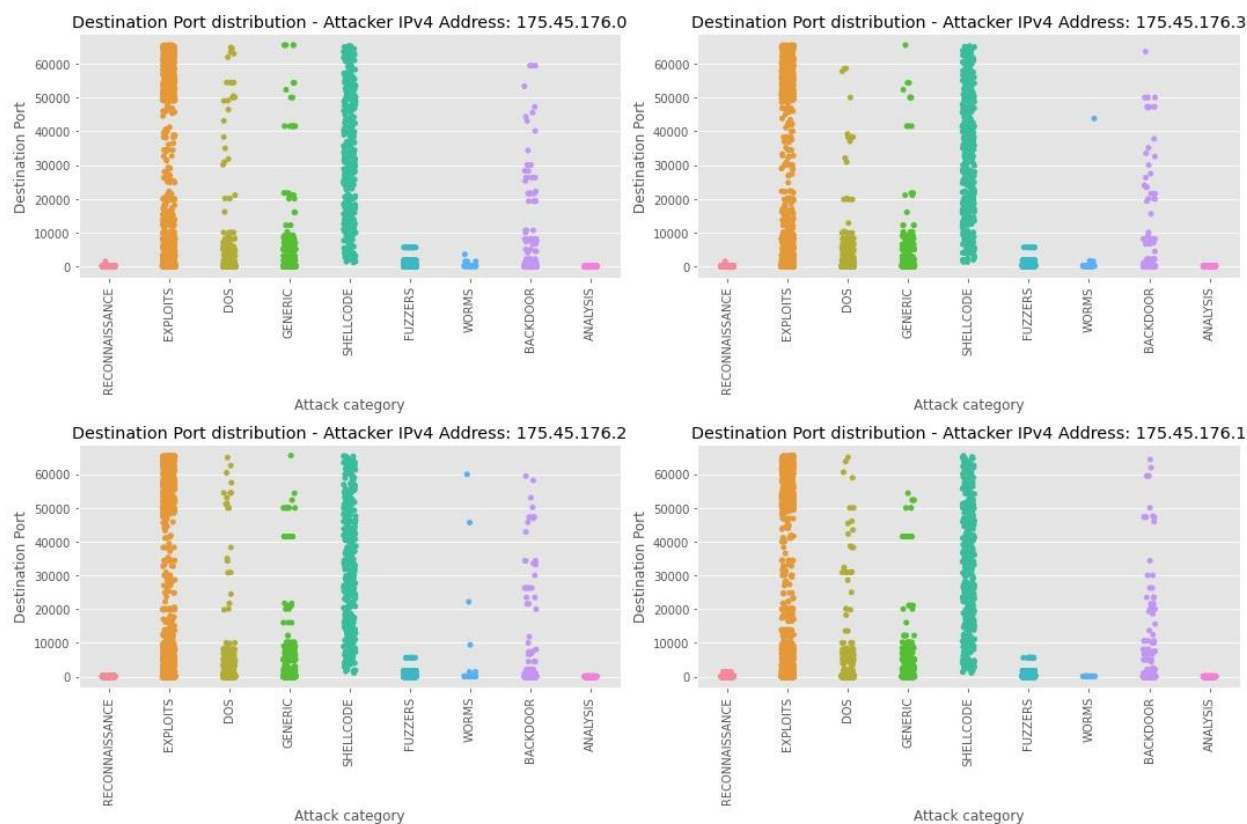 Destination Port distribution - Attacker IPv4 Address: 175.45.176.0
Destination Port
60000
50000
40000
30000
20000
10000
0
RECONNAISSANCE
EXPLOITS
DOS
GENERIC
SHELLCODE
FUZZERS
WORMS
BACKDOOR
ANALYSIS
Attack category
Destination Port distribution - Attacker IPv4 Address: 175.45.176.3
Destination Port
60000
50000
40000
30000
20000
10000
0
RECONNAISSANCE
EXPLOITS
DOS
GENERIC
SHELLCODE
FUZZERS
WORMS
BACKDOOR
ANALYSIS
Attack category
Destination Port distribution - Attacker IPv4 Address: 175.45.176.2
Destination Port
60000
50000
40000
30000
20000
10000
0
RECONNAISSANCE
EXPLOITS
DOS
GENERIC
SHELLCODE
FUZZERS
WORMS
BACKDOOR
ANALYSIS
Attack category
Destination Port distribution - Attacker IPv4 Address: 175.45.176.1
Destination Port
60000
50000
40000
30000
20000
10000
0
RECONNAISSANCE
EXPLOITS
DOS
GENERIC
SHELLCODE
FUZZERS
WORMS
BACKDOOR
ANALYSIS
Attack category